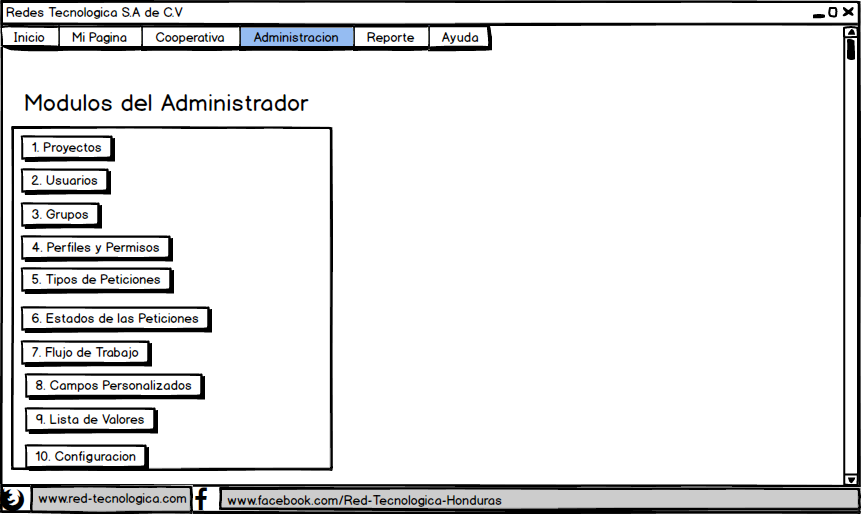 Redes Tecnologica S.A de C.V
Inicio Mi Pagina Cooperativa Administracion Reporte Ayuda
Modulos del Administrador
1. Proyectos
2. Usuarios
3. Grupos
4. Perfiles y Permisos
5. Tipos de Peticiones
6. Estados de las Peticiones
7. Flujo de Trabajo
8. Campos Personalizados
9. Lista de Valores
10. Configuracion
www.red-tecnologica.com www.facebook.com/Red-Tecnologica-Honduras